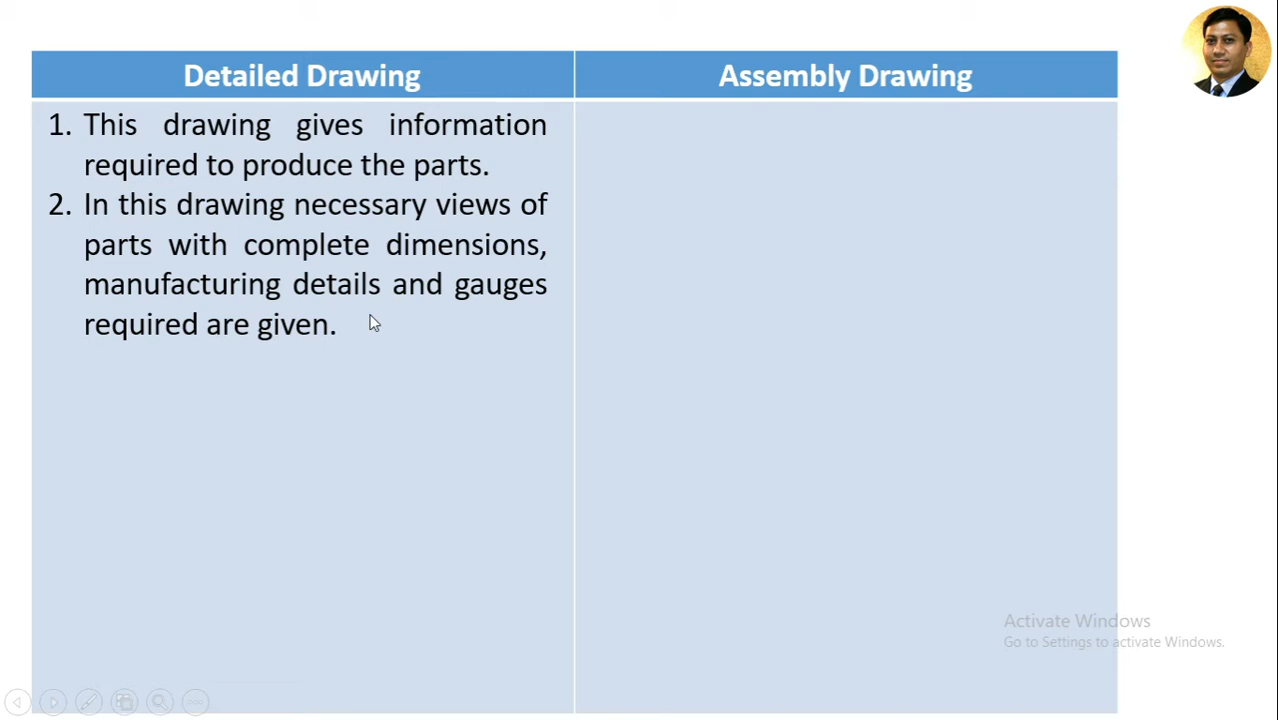 Detailed Drawing
Assembly Drawing
1. This drawing gives information
required to produce the parts.
2. In this drawing necessary views of
parts with complete dimensions,
manufacturing details and gauges
required are given.
Activate Windows
Go to Settings to activate Windows.